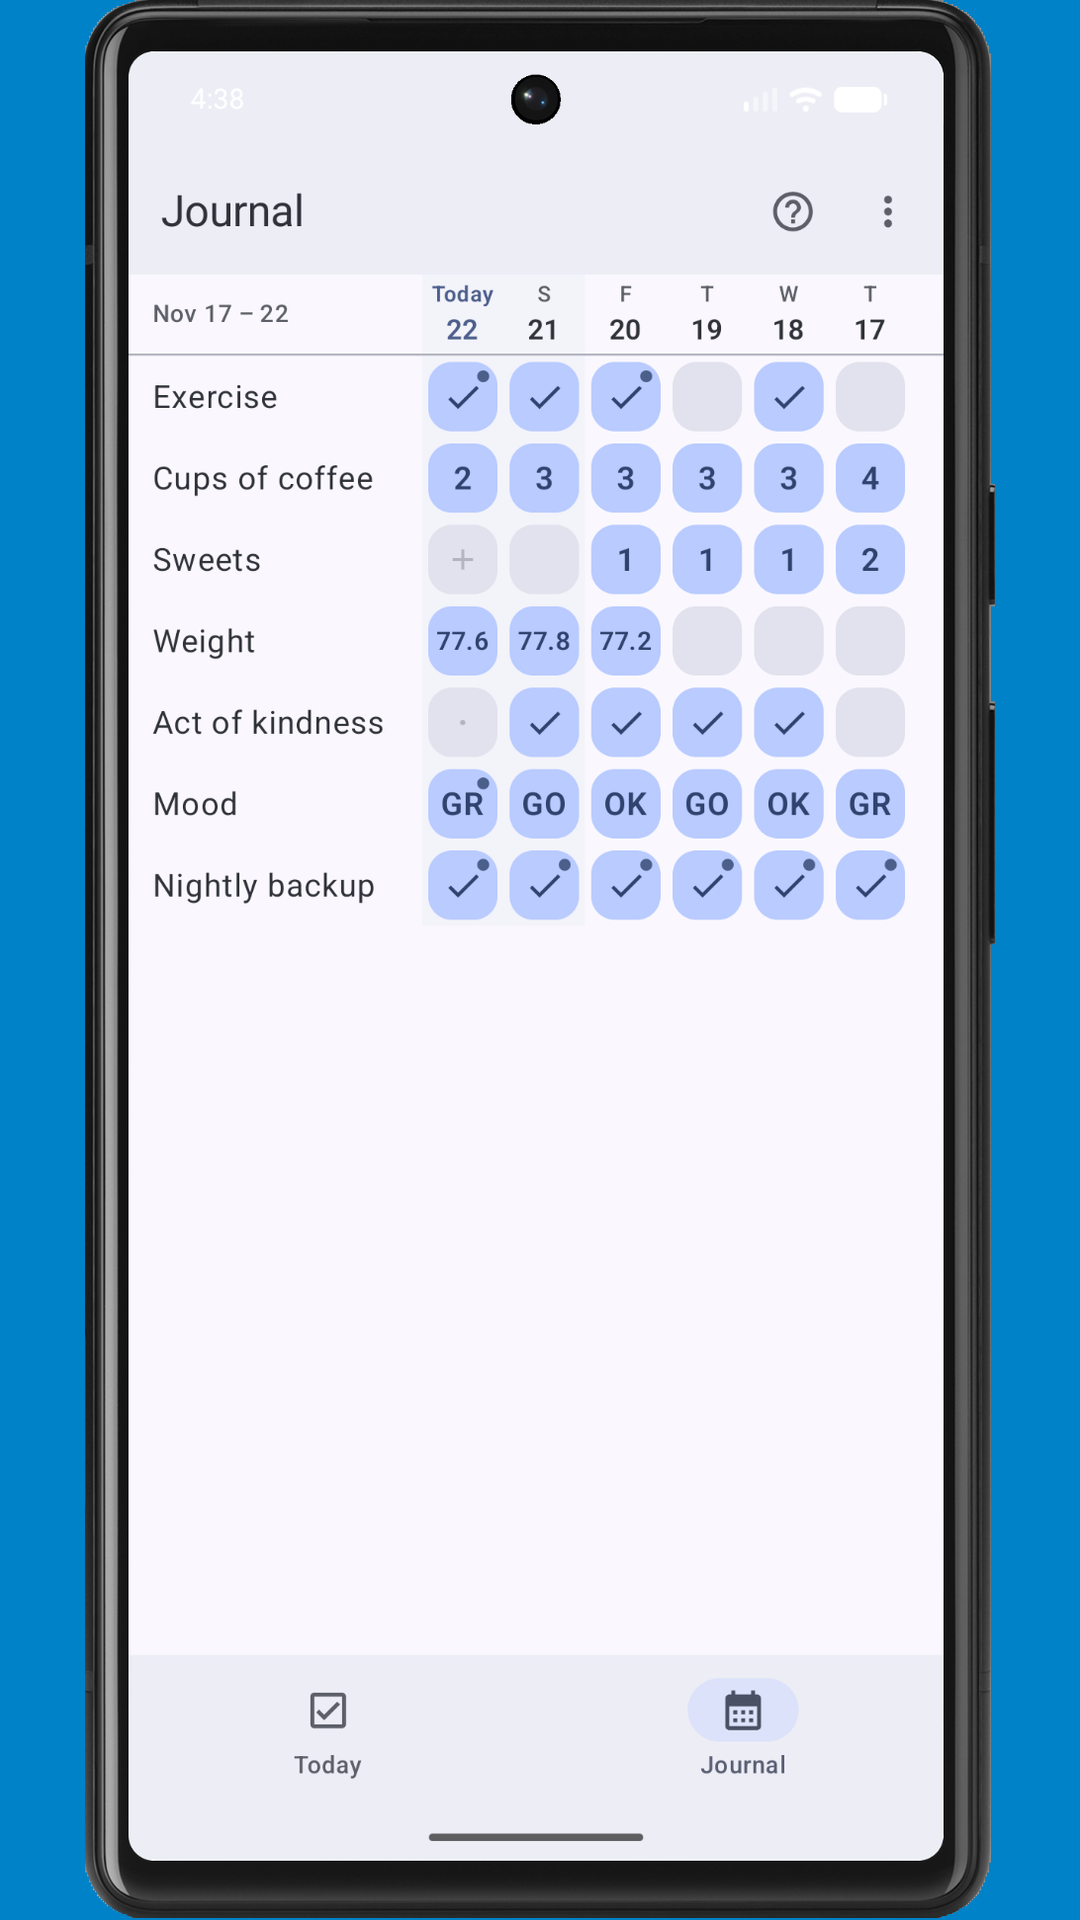 4:38
Journal
Nov 17 – 22
Today S F T W T
22 21 20 19 18 17
Exercise
Cups of coffee 2 3 3 3 3 4
Sweets + 1 1 1 2
Weight 77.6 77.8 77.2
Act of kindness
Mood GR GO OK GO OK GR
Nightly backup
Today Journal